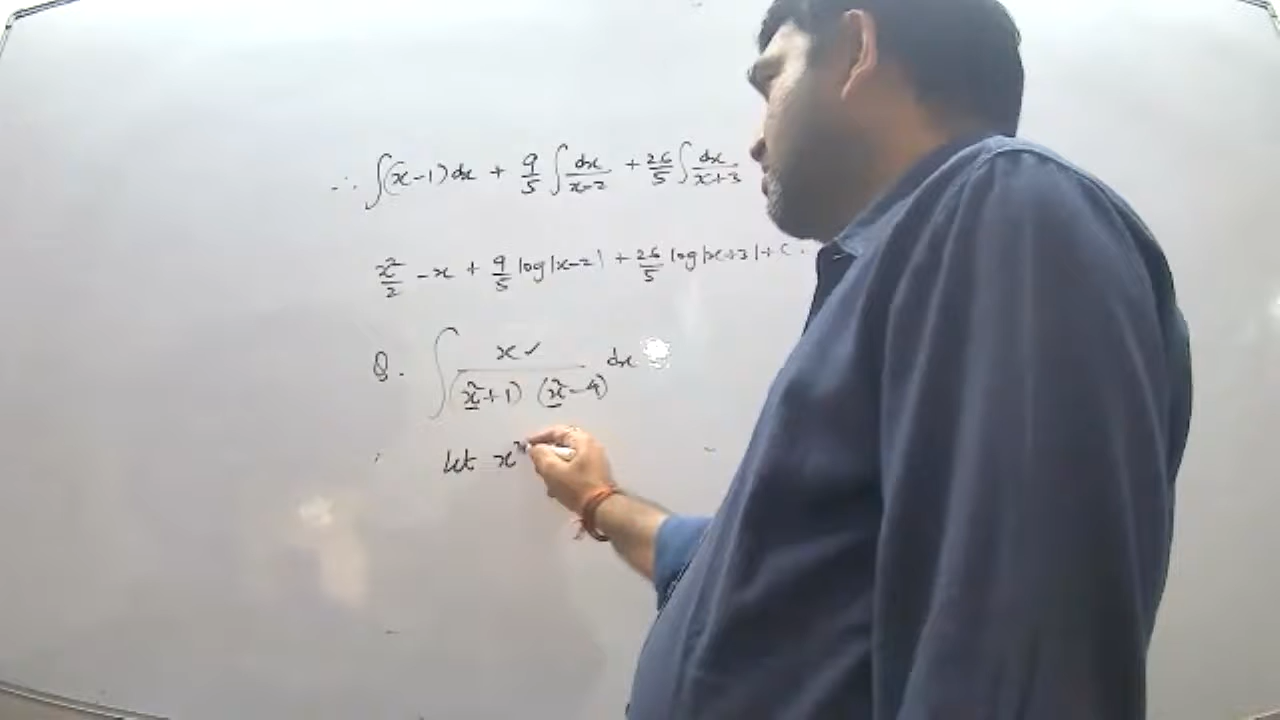 ∴ ∫(x-1)dx + 9/5 ∫ dx/(x-2) + 26/5 ∫ dx/(x+3)
x²/2 - x + 9/5 log|x-2| + 26/5 log|x+3| + C.
Q. ∫ x/((x²+1) (x²-4)) dx
Let x²